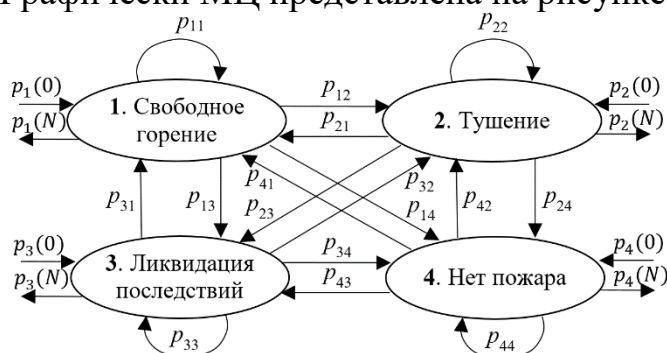 Графически МЦ представлена на рисунке
p₁₁
p₂₂
p₁(0)
p₁(N)
1. Свободное
горение
p₁₂
p₂₁
2. Тушение
p₂(0)
p₂(N)
p₃₁
p₁₃
p₄₁
p₂₃
p₃₂
p₁₄
p₄₂
p₂₄
p₃(0)
p₃(N)
3. Ликвидация
последствий
p₃₄
p₄₃
4. Нет пожара
p₄(0)
p₄(N)
p₃₃
p₄₄